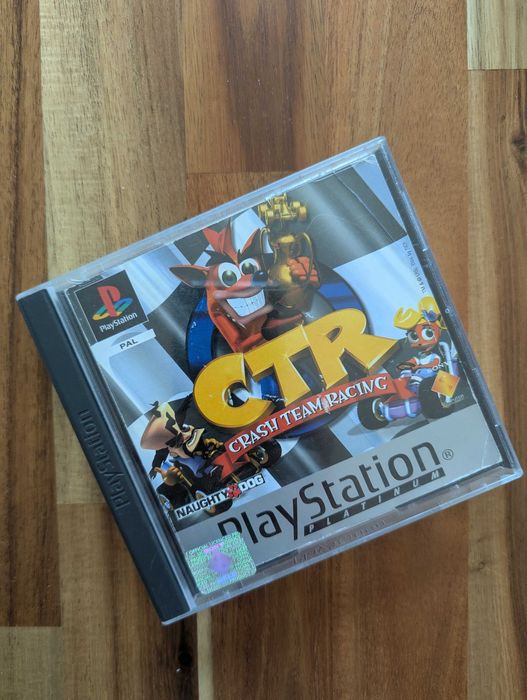 PlayStation
PAL
CTR
CRASH TEAM RACING
NAUGHTY DOG
PlayStation®
PLATINUM
PlayStation